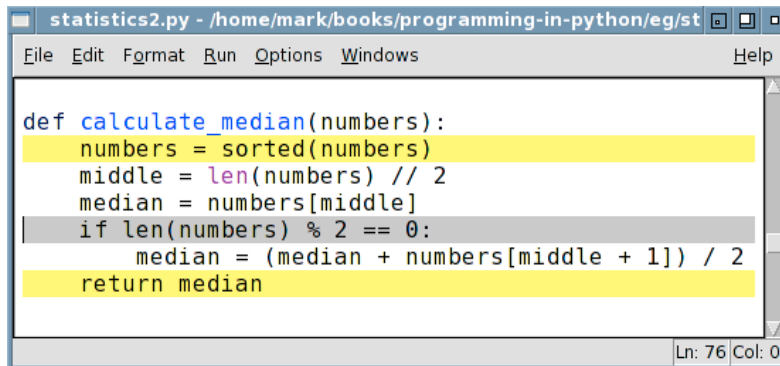 statistics2.py - /home/mark/books/programming-in-python/eg/st
File Edit Format Run Options Windows Help
def calculate_median(numbers):
    numbers = sorted(numbers)
    middle = len(numbers) // 2
    median = numbers[middle]
    if len(numbers) % 2 == 0:
        median = (median + numbers[middle + 1]) / 2
    return median
Ln: 76 Col: 0